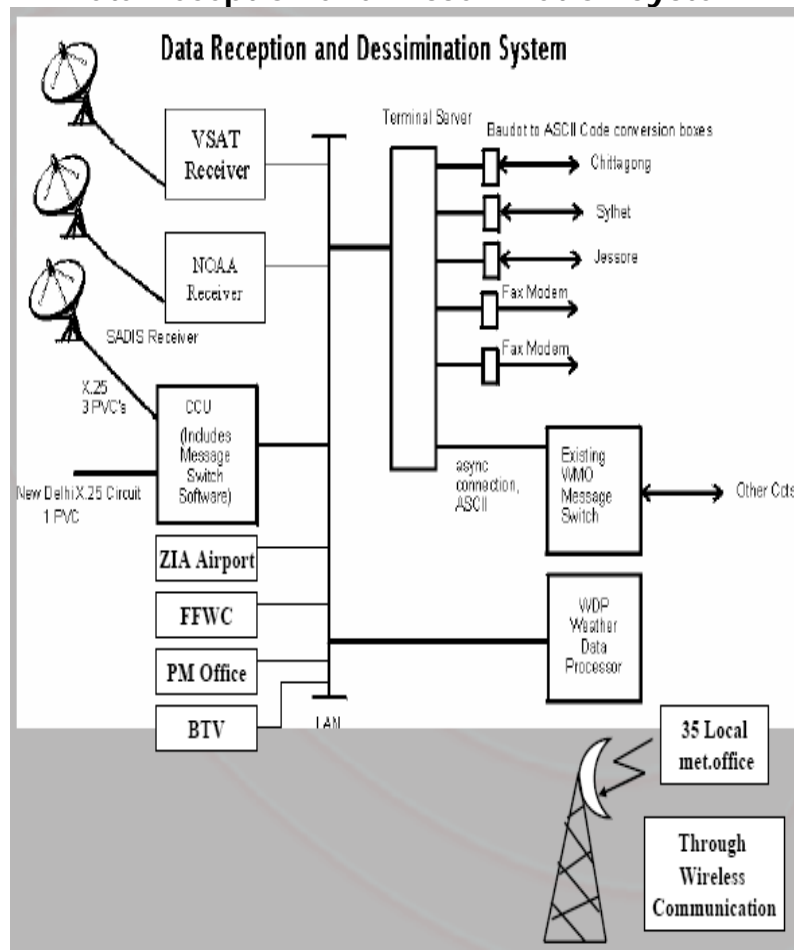 Data Reception and Dessimination System
Terminal Server
Baudot to ASCII Code conversion boxes
VSAT
Receiver
Chittagong
Sylhet
NOAA
Receiver
Jessore
Fax Modem
SADIS Receiver
Fax Modem
X.25
3 PVC's
CCU
(Includes
Message
Switch
Software)
async
connection,
ASCII
Existing
WMO
Message
Switch
Other Ccts
New Delhi X.25 Circuit
1 PVC
ZIA Airport
FFWC
PM Office
BTV
WDP
Weather
Data
Processor
LAN
35 Local
met.office
Through
Wireless
Communication